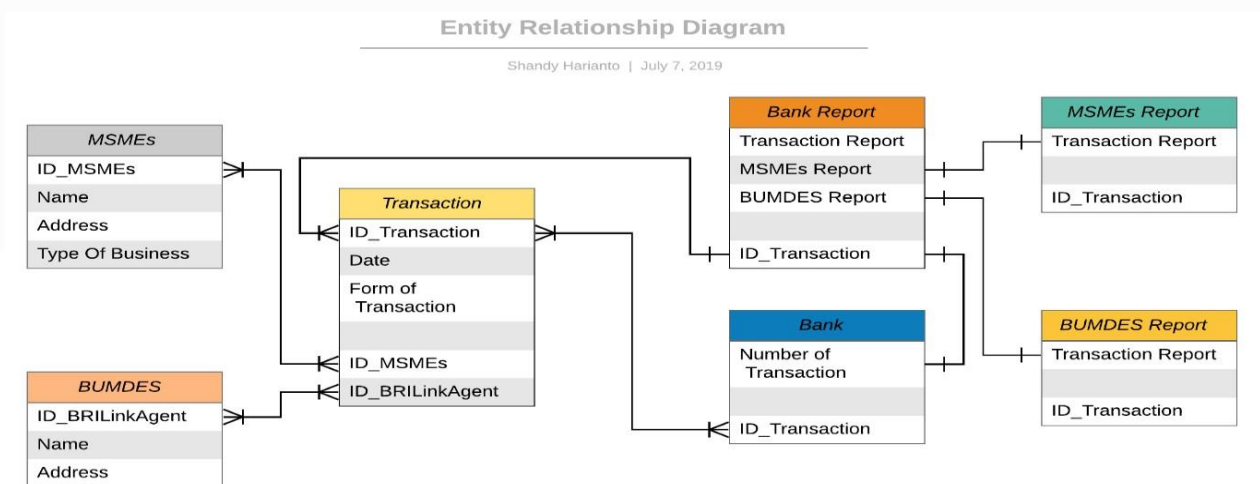 Entity Relationship Diagram
Shandy Harianto | July 7, 2019
MSMEs
ID_MSMEs
Name
Address
Type Of Business
BUMDES
ID_BRILinkAgent
Name
Address
Transaction
ID_Transaction
Date
Form of
Transaction
ID_MSMEs
ID_BRILinkAgent
Bank Report
Transaction Report
MSMEs Report
BUMDES Report
ID_Transaction
Bank
Number of
Transaction
ID_Transaction
MSMEs Report
Transaction Report
ID_Transaction
BUMDES Report
Transaction Report
ID_Transaction